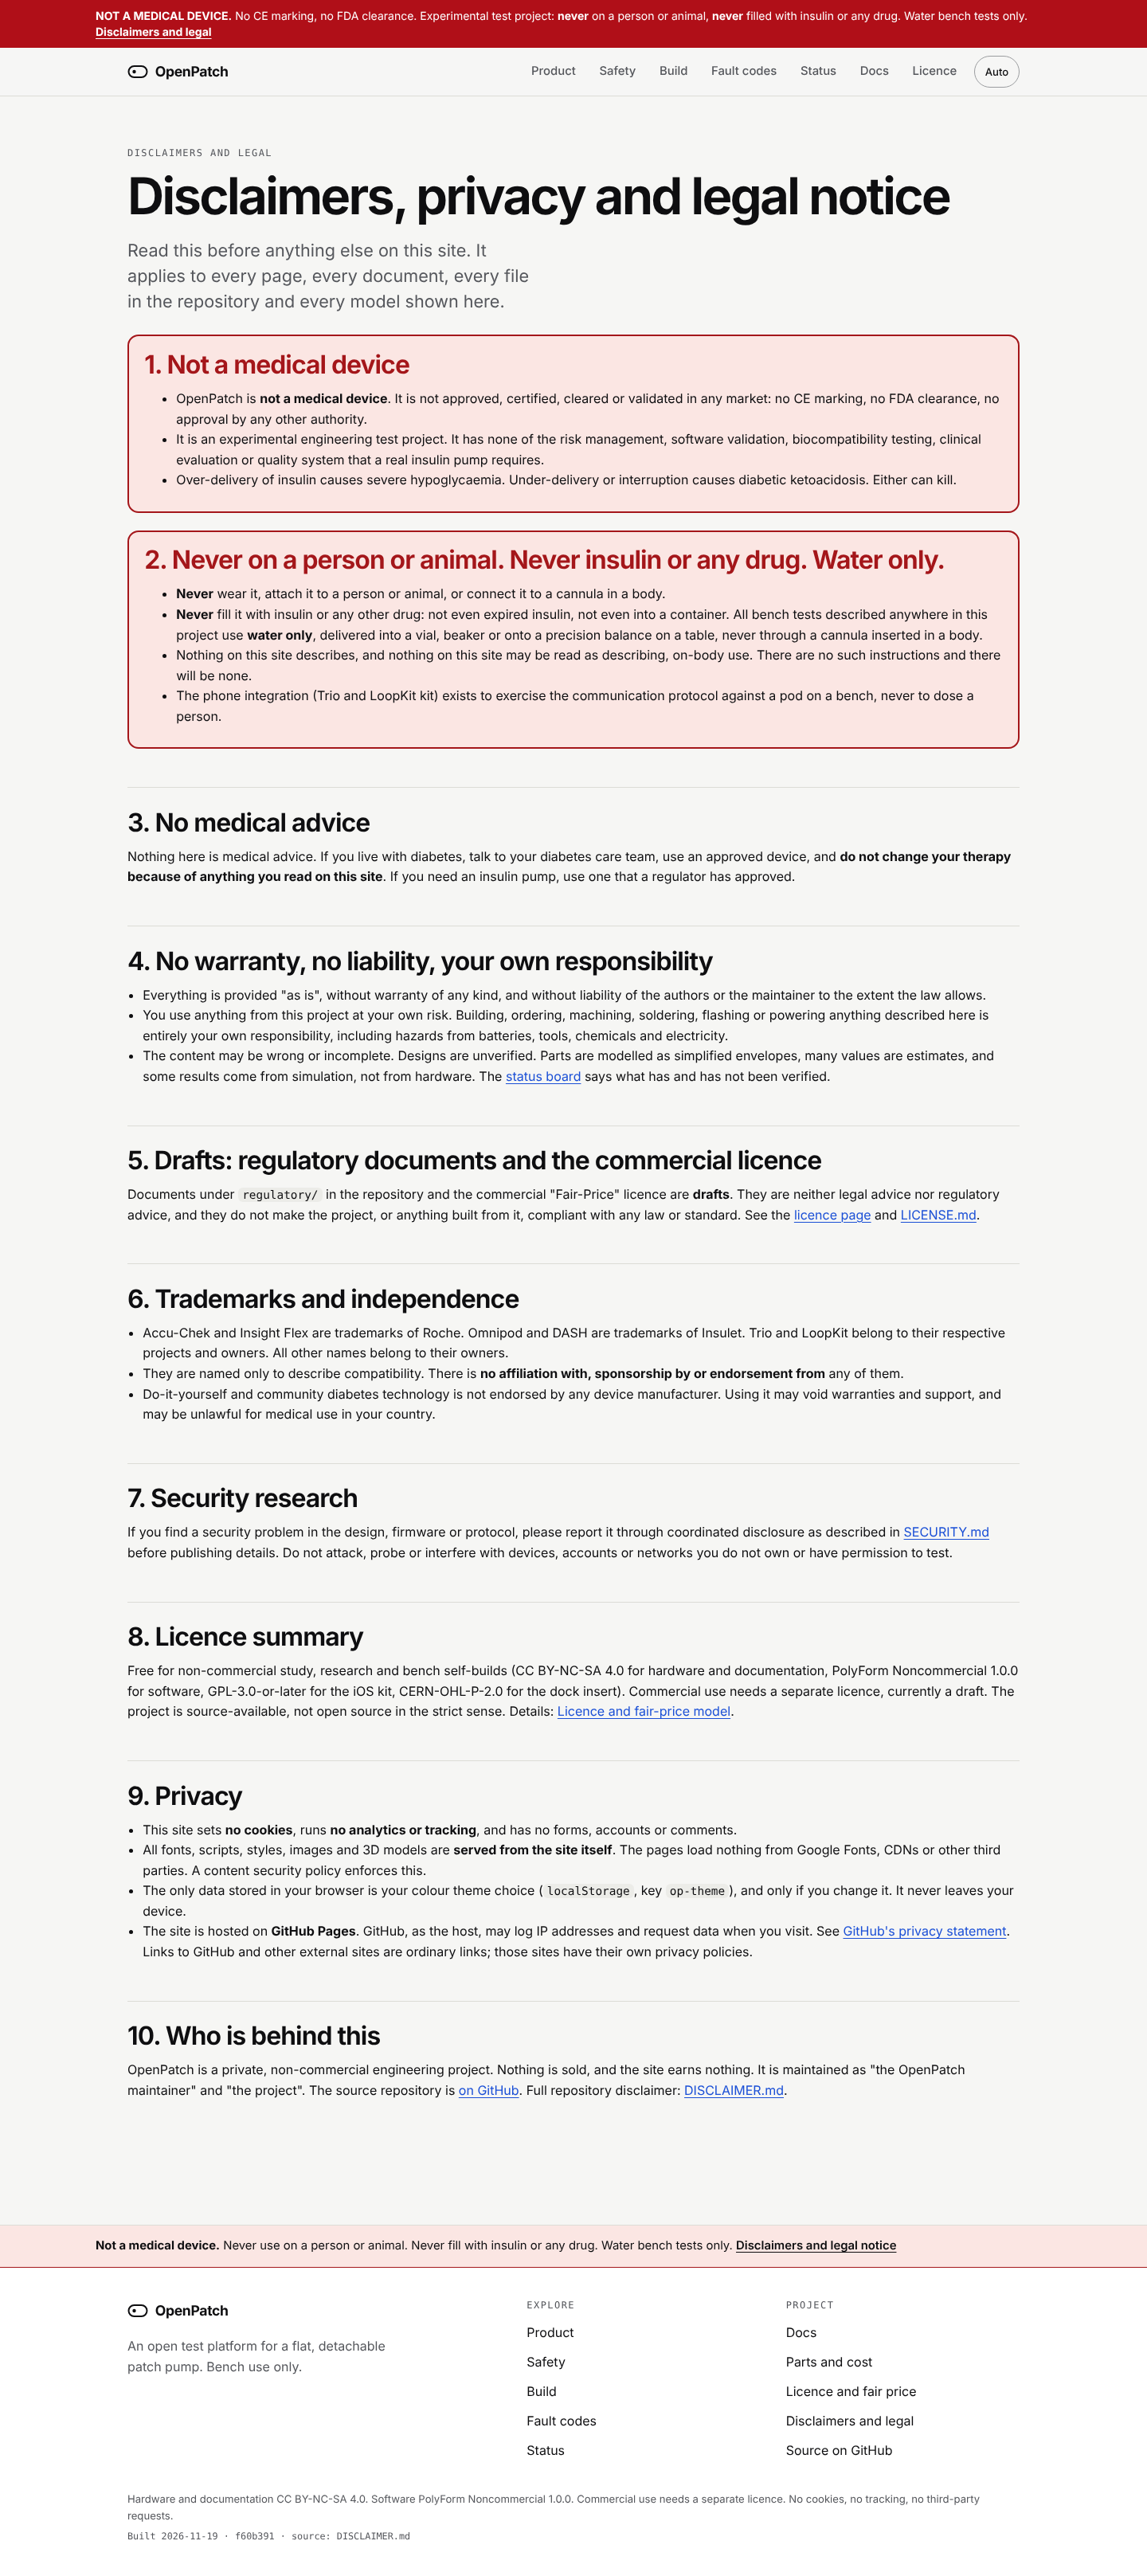 NOT A MEDICAL DEVICE. No CE marking, no FDA clearance. Experimental test project: never on a person or animal, never filled with insulin or any drug. Water bench tests only.
Disclaimers and legal
OpenPatch
Product Safety Build Fault codes Status Docs Licence Auto
DISCLAIMERS AND LEGAL
Disclaimers, privacy and legal notice
Read this before anything else on this site. It
applies to every page, every document, every file
in the repository and every model shown here.
1. Not a medical device
• OpenPatch is not a medical device. It is not approved, certified, cleared or validated in any market: no CE marking, no FDA clearance, no
approval by any other authority.
• It is an experimental engineering test project. It has none of the risk management, software validation, biocompatibility testing, clinical
evaluation or quality system that a real insulin pump requires.
• Over-delivery of insulin causes severe hypoglycaemia. Under-delivery or interruption causes diabetic ketoacidosis. Either can kill.
2. Never on a person or animal. Never insulin or any drug. Water only.
• Never wear it, attach it to a person or animal, or connect it to a cannula in a body.
• Never fill it with insulin or any other drug: not even expired insulin, not even into a container. All bench tests described anywhere in this
project use water only, delivered into a vial, beaker or onto a precision balance on a table, never through a cannula inserted in a body.
• Nothing on this site describes, and nothing on this site may be read as describing, on-body use. There are no such instructions and there
will be none.
• The phone integration (Trio and LoopKit kit) exists to exercise the communication protocol against a pod on a bench, never to dose a
person.
3. No medical advice
Nothing here is medical advice. If you live with diabetes, talk to your diabetes care team, use an approved device, and do not change your therapy
because of anything you read on this site. If you need an insulin pump, use one that a regulator has approved.
4. No warranty, no liability, your own responsibility
• Everything is provided "as is", without warranty of any kind, and without liability of the authors or the maintainer to the extent the law allows.
• You use anything from this project at your own risk. Building, ordering, machining, soldering, flashing or powering anything described here is
entirely your own responsibility, including hazards from batteries, tools, chemicals and electricity.
• The content may be wrong or incomplete. Designs are unverified. Parts are modelled as simplified envelopes, many values are estimates, and
some results come from simulation, not from hardware. The status board says what has and has not been verified.
5. Drafts: regulatory documents and the commercial licence
Documents under regulatory/ in the repository and the commercial "Fair-Price" licence are drafts. They are neither legal advice nor regulatory
advice, and they do not make the project, or anything built from it, compliant with any law or standard. See the licence page and LICENSE.md.
6. Trademarks and independence
• Accu-Chek and Insight Flex are trademarks of Roche. Omnipod and DASH are trademarks of Insulet. Trio and LoopKit belong to their respective
projects and owners. All other names belong to their owners.
• They are named only to describe compatibility. There is no affiliation with, sponsorship by or endorsement from any of them.
• Do-it-yourself and community diabetes technology is not endorsed by any device manufacturer. Using it may void warranties and support, and
may be unlawful for medical use in your country.
7. Security research
If you find a security problem in the design, firmware or protocol, please report it through coordinated disclosure as described in SECURITY.md
before publishing details. Do not attack, probe or interfere with devices, accounts or networks you do not own or have permission to test.
8. Licence summary
Free for non-commercial study, research and bench self-builds (CC BY-NC-SA 4.0 for hardware and documentation, PolyForm Noncommercial 1.0.0
for software, GPL-3.0-or-later for the iOS kit, CERN-OHL-P-2.0 for the dock insert). Commercial use needs a separate licence, currently a draft. The
project is source-available, not open source in the strict sense. Details: Licence and fair-price model.
9. Privacy
• This site sets no cookies, runs no analytics or tracking, and has no forms, accounts or comments.
• All fonts, scripts, styles, images and 3D models are served from the site itself. The pages load nothing from Google Fonts, CDNs or other third
parties. A content security policy enforces this.
• The only data stored in your browser is your colour theme choice (localStorage, key op-theme), and only if you change it. It never leaves your
device.
• The site is hosted on GitHub Pages. GitHub, as the host, may log IP addresses and request data when you visit. See GitHub's privacy statement.
Links to GitHub and other external sites are ordinary links; those sites have their own privacy policies.
10. Who is behind this
OpenPatch is a private, non-commercial engineering project. Nothing is sold, and the site earns nothing. It is maintained as "the OpenPatch
maintainer" and "the project". The source repository is on GitHub. Full repository disclaimer: DISCLAIMER.md.
Not a medical device. Never use on a person or animal. Never fill with insulin or any drug. Water bench tests only. Disclaimers and legal notice
OpenPatch
An open test platform for a flat, detachable
patch pump. Bench use only.
EXPLORE
Product
Safety
Build
Fault codes
Status
PROJECT
Docs
Parts and cost
Licence and fair price
Disclaimers and legal
Source on GitHub
Hardware and documentation CC BY-NC-SA 4.0. Software PolyForm Noncommercial 1.0.0. Commercial use needs a separate licence. No cookies, no tracking, no third-party
requests.
Built 2026-11-19 · f60b391 · source: DISCLAIMER.md